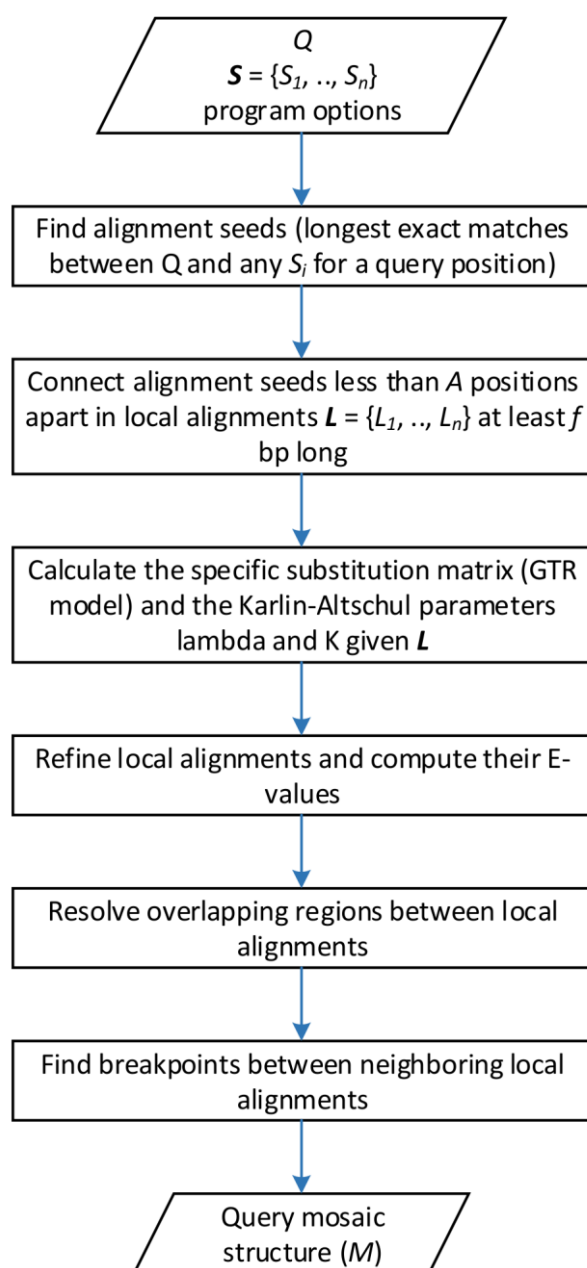 Q
S = {S1, .., Sn}
program options
Find alignment seeds (longest exact matches
between Q and any Si for a query position)
Connect alignment seeds less than A positions
apart in local alignments L = {L1, .., Ln} at least f
bp long
Calculate the specific substitution matrix (GTR
model) and the Karlin-Altschul parameters
lambda and K given L
Refine local alignments and compute their E-
values
Resolve overlapping regions between local
alignments
Find breakpoints between neighboring local
alignments
Query mosaic
structure (M)